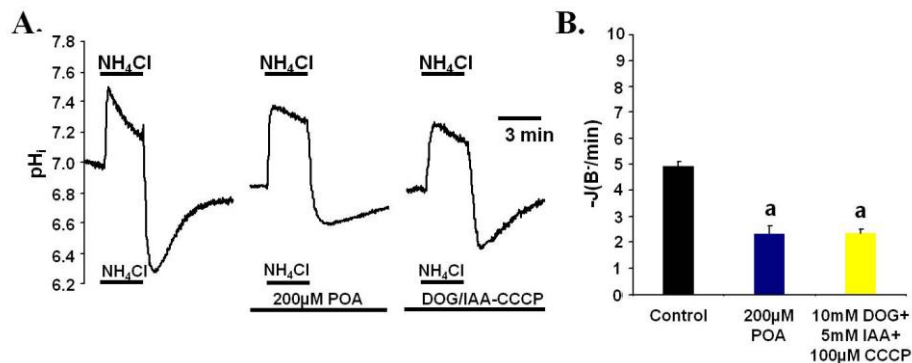 A.
7.8
7.6
7.4
7.2
7.0
6.8
6.6
6.4
6.2
pHi
NH4Cl
NH4Cl
NH4Cl
3 min
NH4Cl
NH4Cl
NH4Cl
200µM POA
DOG/IAA-CCCP
B.
10
9
8
7
6
5
4
3
2
1
0
-J(B-/min)
a
a
Control
200µM
POA
10mM DOG+
5mM IAA+
100µM CCCP